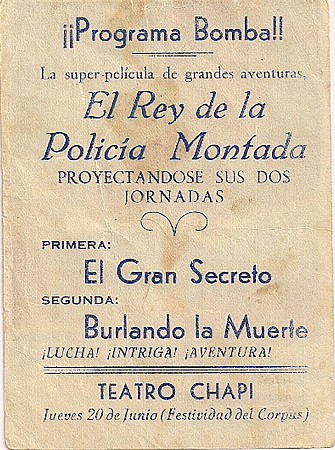 ¡¡Programa Bomba!!
La super-película de grandes aventuras,
El Rey de la
Policía Montada
PROYECTANDOSE SUS DOS
JORNADAS
PRIMERA:
El Gran Secreto
SEGUNDA:
Burlando la Muerte
¡LUCHA! ¡INTRIGA! ¡AVENTURA!
TEATRO CHAPI
Jueves 20 de Junio (Festividad del Corpus)